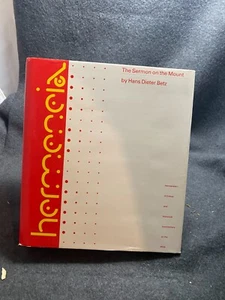 hermeneia
The Sermon on the Mount
by Hans Dieter Betz